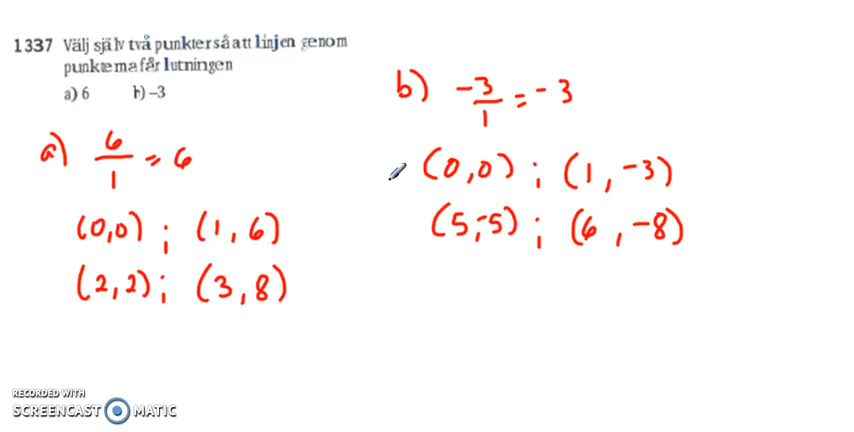 1337 Välj själv två punkter så att linjen genom
punkterna får lutningen
a) 6 b) -3
a) 6/1 = 6
(0,0) ; (1, 6)
(2,2) ; (3, 8)
b) -3/1 = -3
(0,0) ; (1, -3)
(5,-5) ; (6, -8)
RECORDED WITH
SCREENCAST MATIC